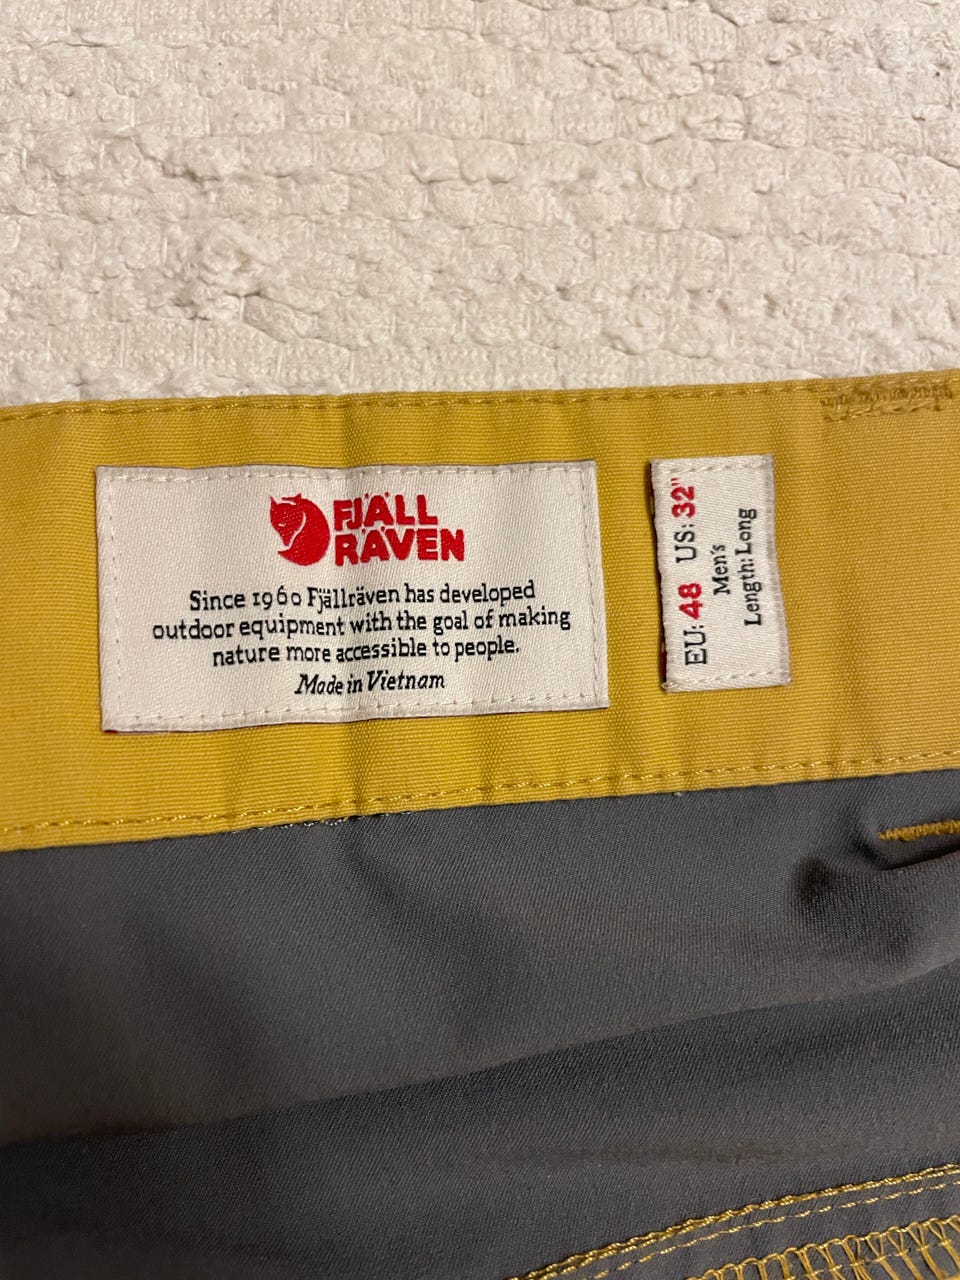 FJÄLL
RÄVEN
Since 1960 Fjällräven has developed
outdoor equipment with the goal of making
nature more accessible to people.
Made in Vietnam
EU: 48 US: 32"
Men's
Length: Long